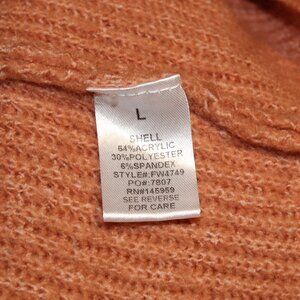 L
SHELL
64%ACRYLIC
30%POLYESTER
6%SPANDEX
STYLE#:FW4749
PO#:7807
RN#145959
SEE REVERSE
FOR CARE